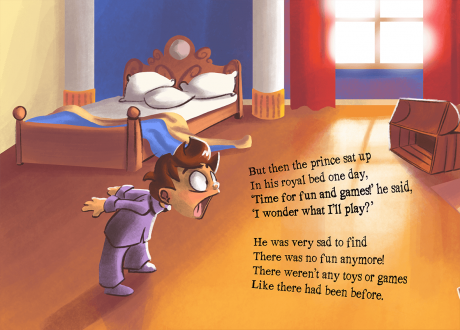 But then the prince sat up
In his royal bed one day,
'Time for fun and games!' he said,
'I wonder what I'll play?'
He was very sad to find
There was no fun anymore!
There weren't any toys or games
Like there had been before.